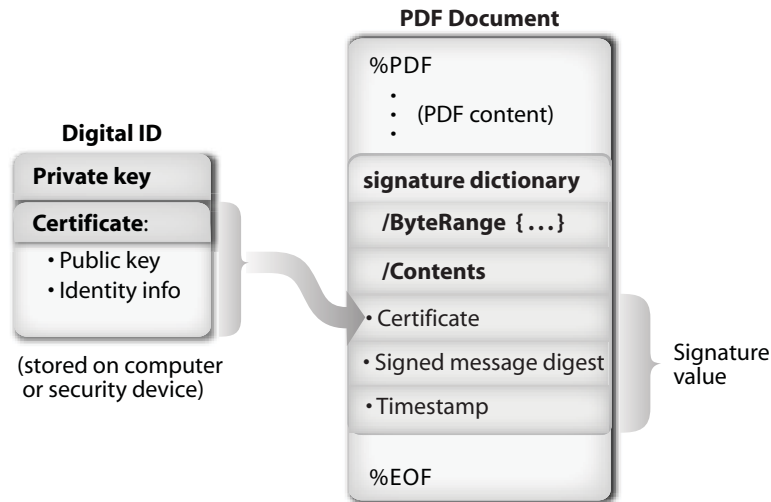 Digital ID
Private key
Certificate:
• Public key
• Identity info
(stored on computer
or security device)
PDF Document
%PDF
(PDF content)
signature dictionary
/ByteRange {...}
/Contents
• Certificate
• Signed message digest
• Timestamp
%EOF
Signature
value